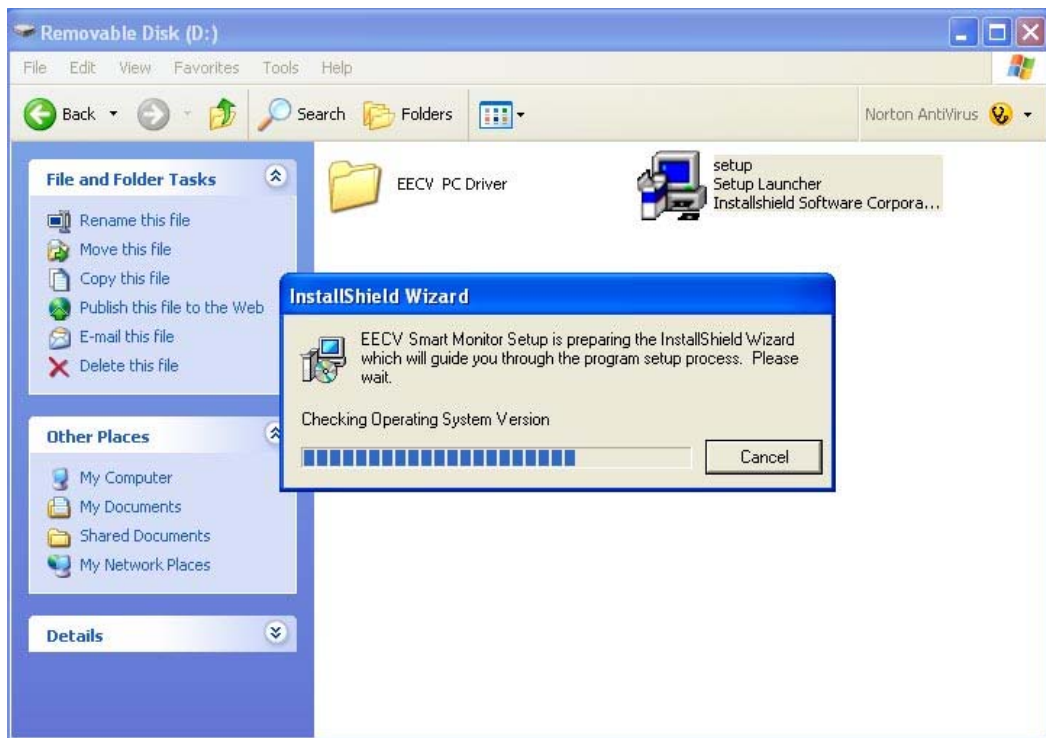 Removable Disk (D:)
File Edit View Favorites Tools Help
Back Search Folders Norton AntiVirus
File and Folder Tasks
Rename this file
Move this file
Copy this file
Publish this file to the Web
E-mail this file
Delete this file
Other Places
My Computer
My Documents
Shared Documents
My Network Places
Details
EECV PC Driver
setup
Setup Launcher
Installshield Software Corpora...
InstallShield Wizard
EECV Smart Monitor Setup is preparing the InstallShield Wizard
which will guide you through the program setup process. Please
wait.
Checking Operating System Version
Cancel